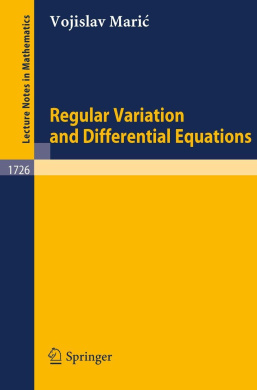 Vojislav Marić
Lecture Notes in Mathematics
Regular Variation
and Differential Equations
1726
Springer